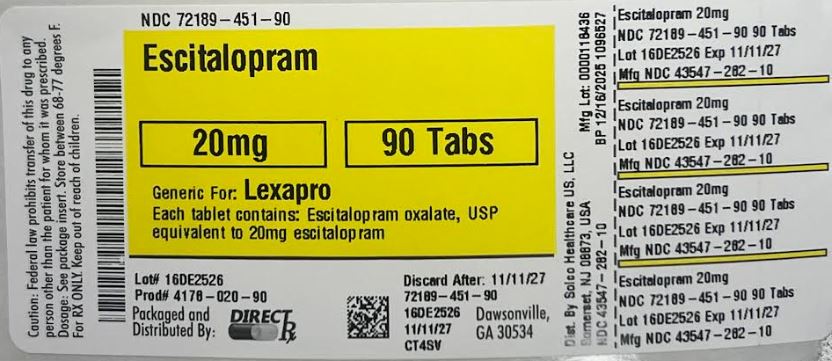 Caution: Federal law prohibits transfer of this drug to any
person other than the patient for whom it was prescribed.
Dosage: See package insert. Store between 68-77 degrees F.
For RX ONLY. Keep out of reach of children.
NDC 72189-451-90
Escitalopram
20mg
90 Tabs
Generic For: Lexapro
Each tablet contains: Escitalopram oxalate, USP
equivalent to 20mg escitalopram
Lot# 16DE2526
Prod# 4178-020-90
Packaged and
Distributed By:
DIRECT Rx
Discard After: 11/11/27
72189-451-90
16DE2526
11/11/27
CT4SV
Dawsonville,
GA 30534
Dist. By Solco Healthcare US, LLC
Somerset, NJ 08873, USA
NDC 43547-282-10
Mfg Lot: 0000118436
BP 12/16/2025 1096527
Escitalopram 20mg
NDC 72189-451-90 90 Tabs
Lot 16DE2526 Exp 11/11/27
Mfg NDC 43547-282-10
Escitalopram 20mg
NDC 72189-451-90 90 Tabs
Lot 16DE2526 Exp 11/11/27
Mfg NDC 43547-282-10
Escitalopram 20mg
NDC 72189-451-90 90 Tabs
Lot 16DE2526 Exp 11/11/27
Mfg NDC 43547-282-10
Escitalopram 20mg
NDC 72189-451-90 90 Tabs
Lot 16DE2526 Exp 11/11/27
Mfg NDC 43547-282-10